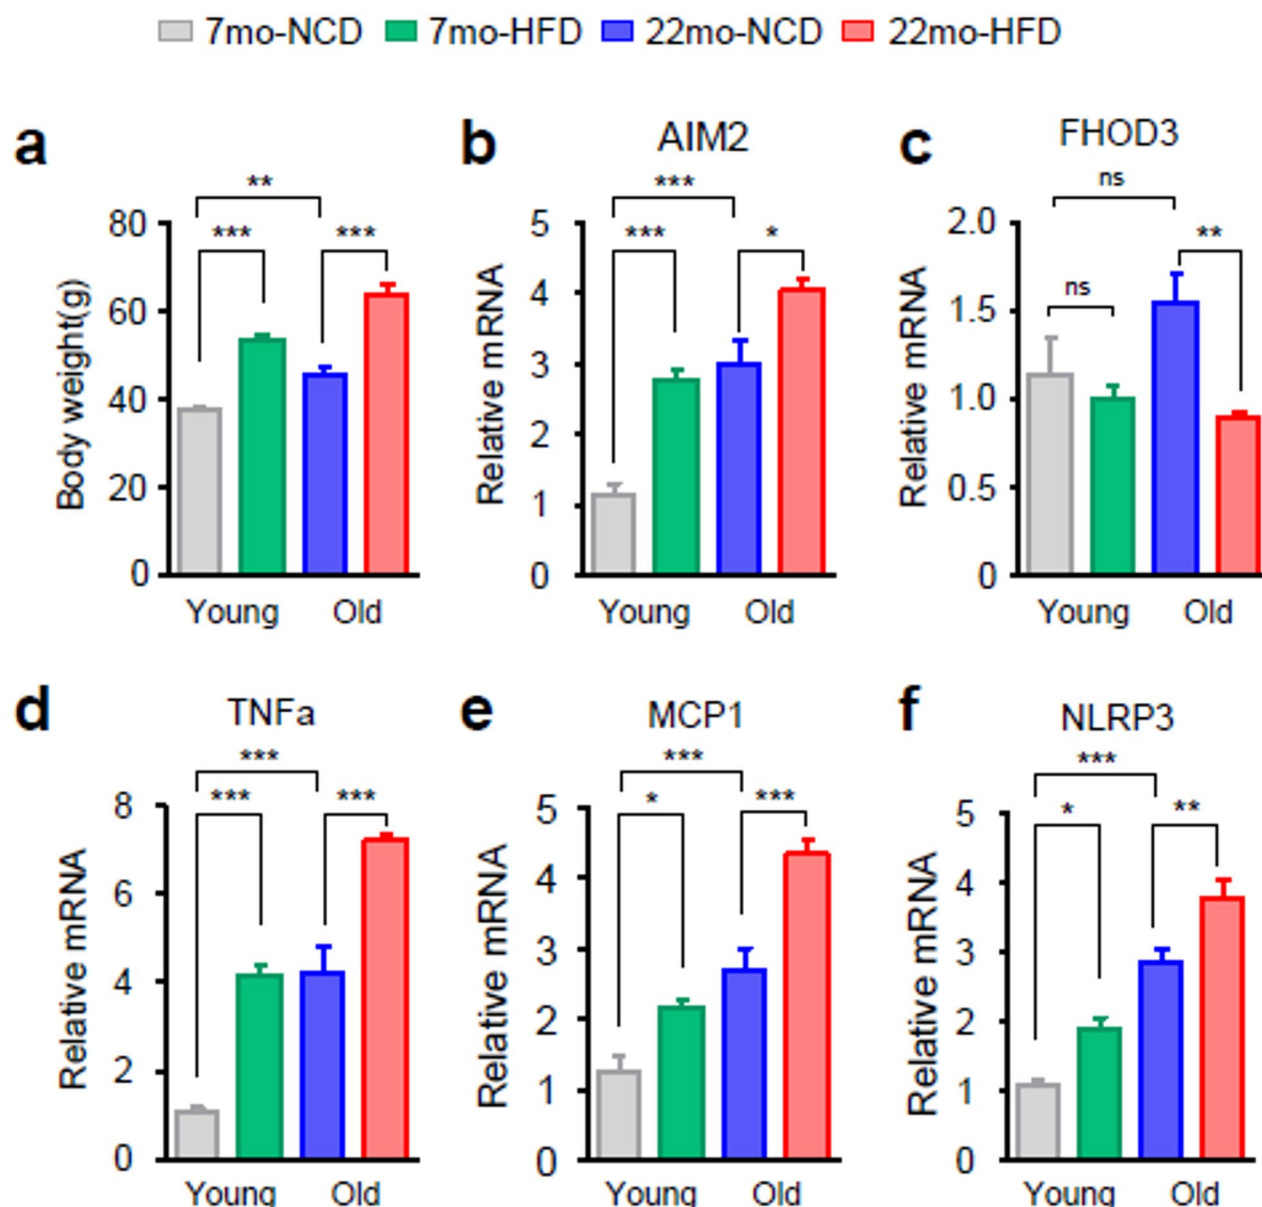 7mo-NCD 7mo-HFD 22mo-NCD 22mo-HFD
a
**
*** ***
Body weight(g)
80
60
40
20
0
Young Old
b AIM2
***
*** *
Relative mRNA
5
4
3
2
1
0
Young Old
c FHOD3
ns
**
ns
Relative mRNA
2.0
1.5
1.0
0.5
0
Young Old
d TNFa
***
*** ***
Relative mRNA
8
6
4
2
0
Young Old
e MCP1
***
* ***
Relative mRNA
5
4
3
2
1
0
Young Old
f NLRP3
***
* **
Relative mRNA
5
4
3
2
1
0
Young Old